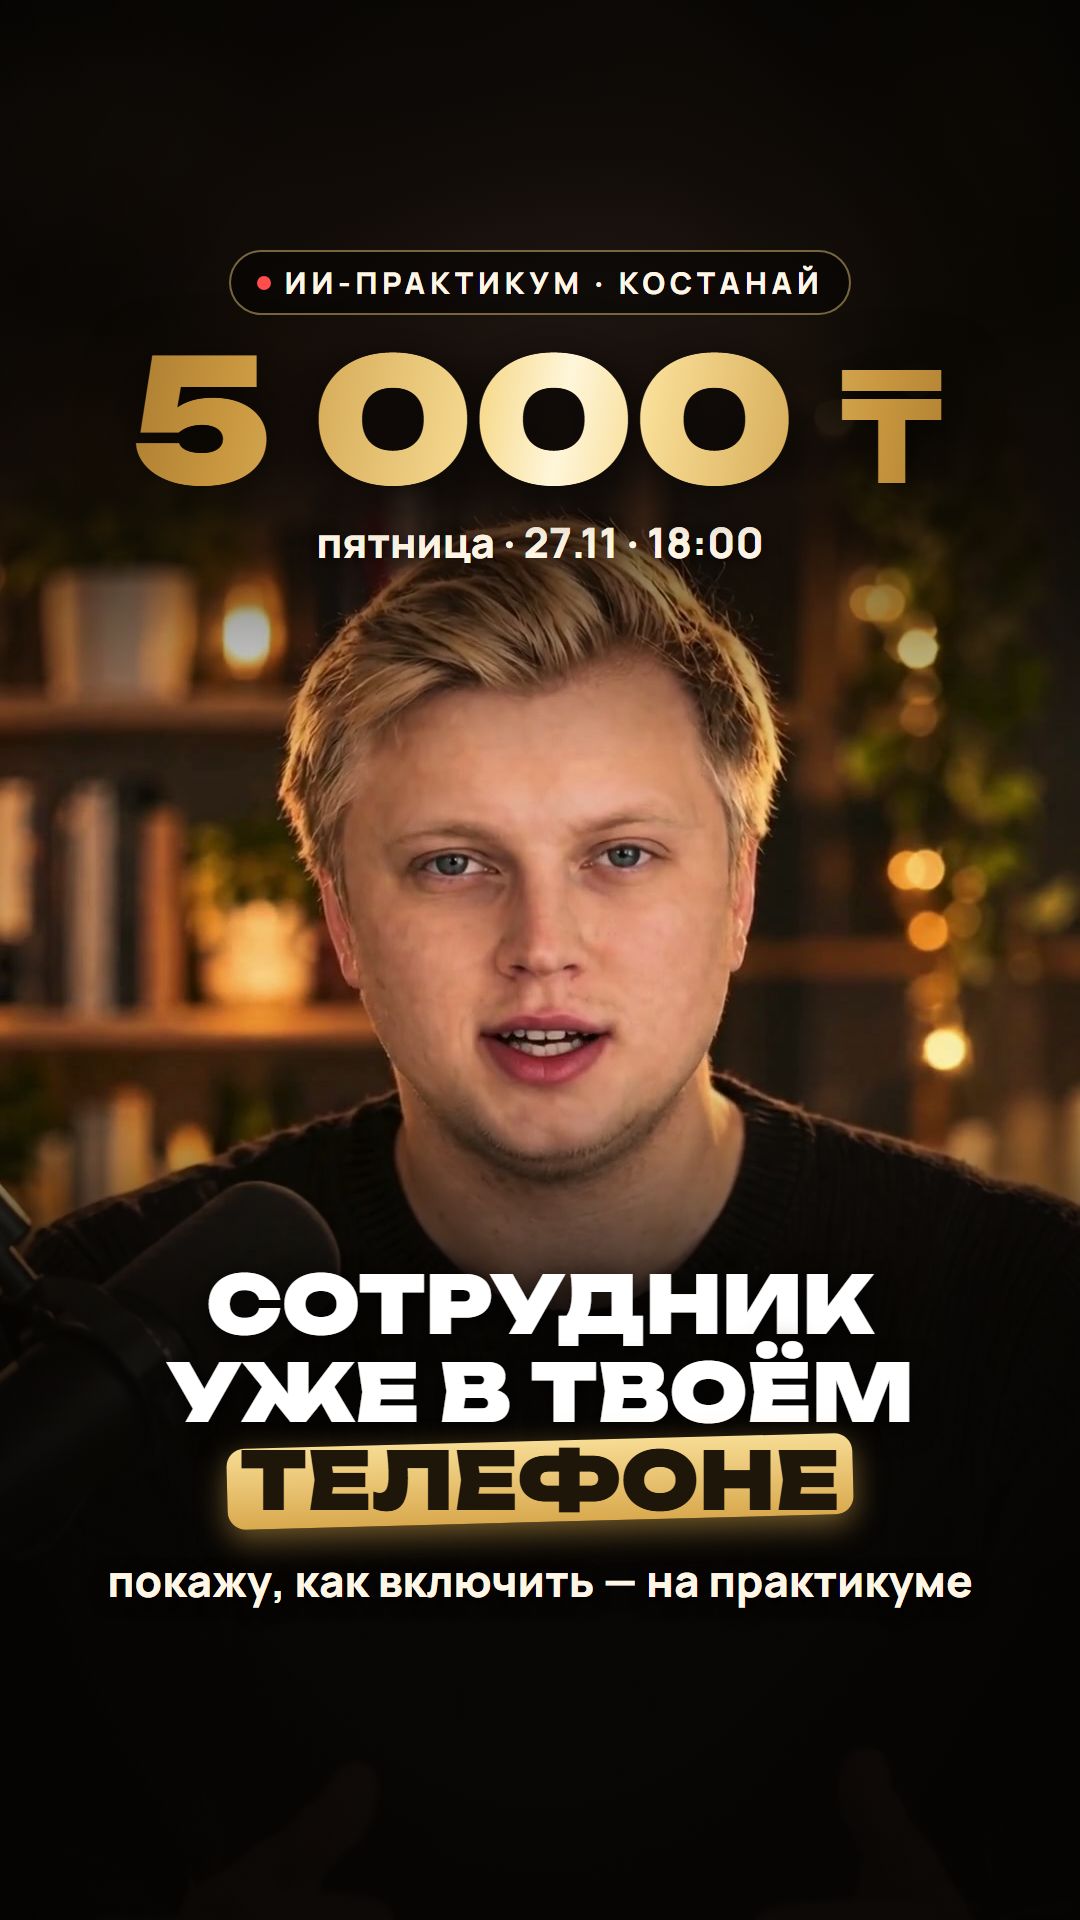 ИИ-ПРАКТИКУМ · КОСТАНАЙ
5 000 ₸
пятница · 27.11 · 18:00
СОТРУДНИК
УЖЕ В ТВОЁМ
ТЕЛЕФОНЕ
покажу, как включить — на практикуме